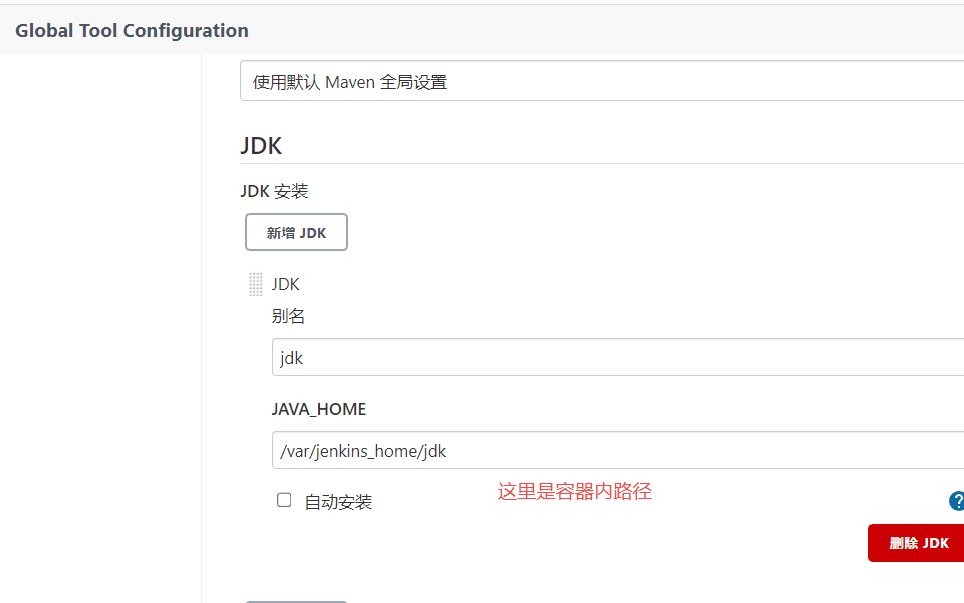 Global Tool Configuration
使用默认 Maven 全局设置
JDK
JDK 安装
新增 JDK
JDK
别名
jdk
JAVA_HOME
/var/jenkins_home/jdk
自动安装
这里是容器内路径
?
删除 JDK